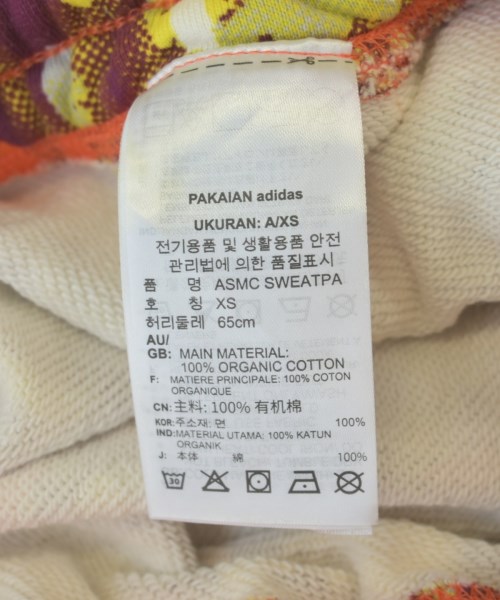 PAKAIAN adidas
UKURAN: A/XS
전기용품 및 생활용품 안전
관리법에 의한 품질표시
품 명 ASMC SWEATPA
호 칭 XS
허리둘레 65cm
AU/
GB: MAIN MATERIAL:
100% ORGANIC COTTON
F: MATIERE PRINCIPALE: 100% COTON
ORGANIQUE
CN: 主料: 100% 有机棉
KOR: 주소재: 면 100%
IND: MATERIAL UTAMA: 100% KATUN
ORGANIK
J: 本体 綿 100%
30